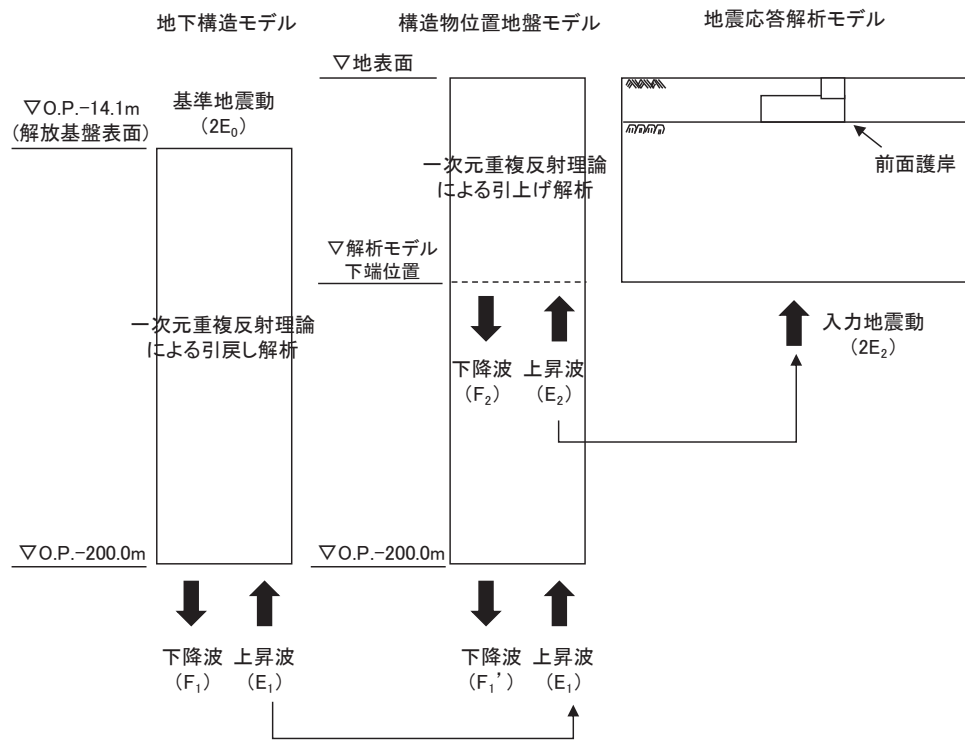 地下構造モデル
構造物位置地盤モデル
地震応答解析モデル
▽O.P.-14.1m
(解放基盤表面)
基準地震動
(2E₀)
一次元重複反射理論
による引戻し解析
▽O.P.-200.0m
下降波
(F₁)
上昇波
(E₁)
▽地表面
一次元重複反射理論
による引上げ解析
▽解析モデル
下端位置
下降波
(F₂)
上昇波
(E₂)
▽O.P.-200.0m
下降波
(F₁’)
上昇波
(E₁)
前面護岸
入力地震動
(2E₂)